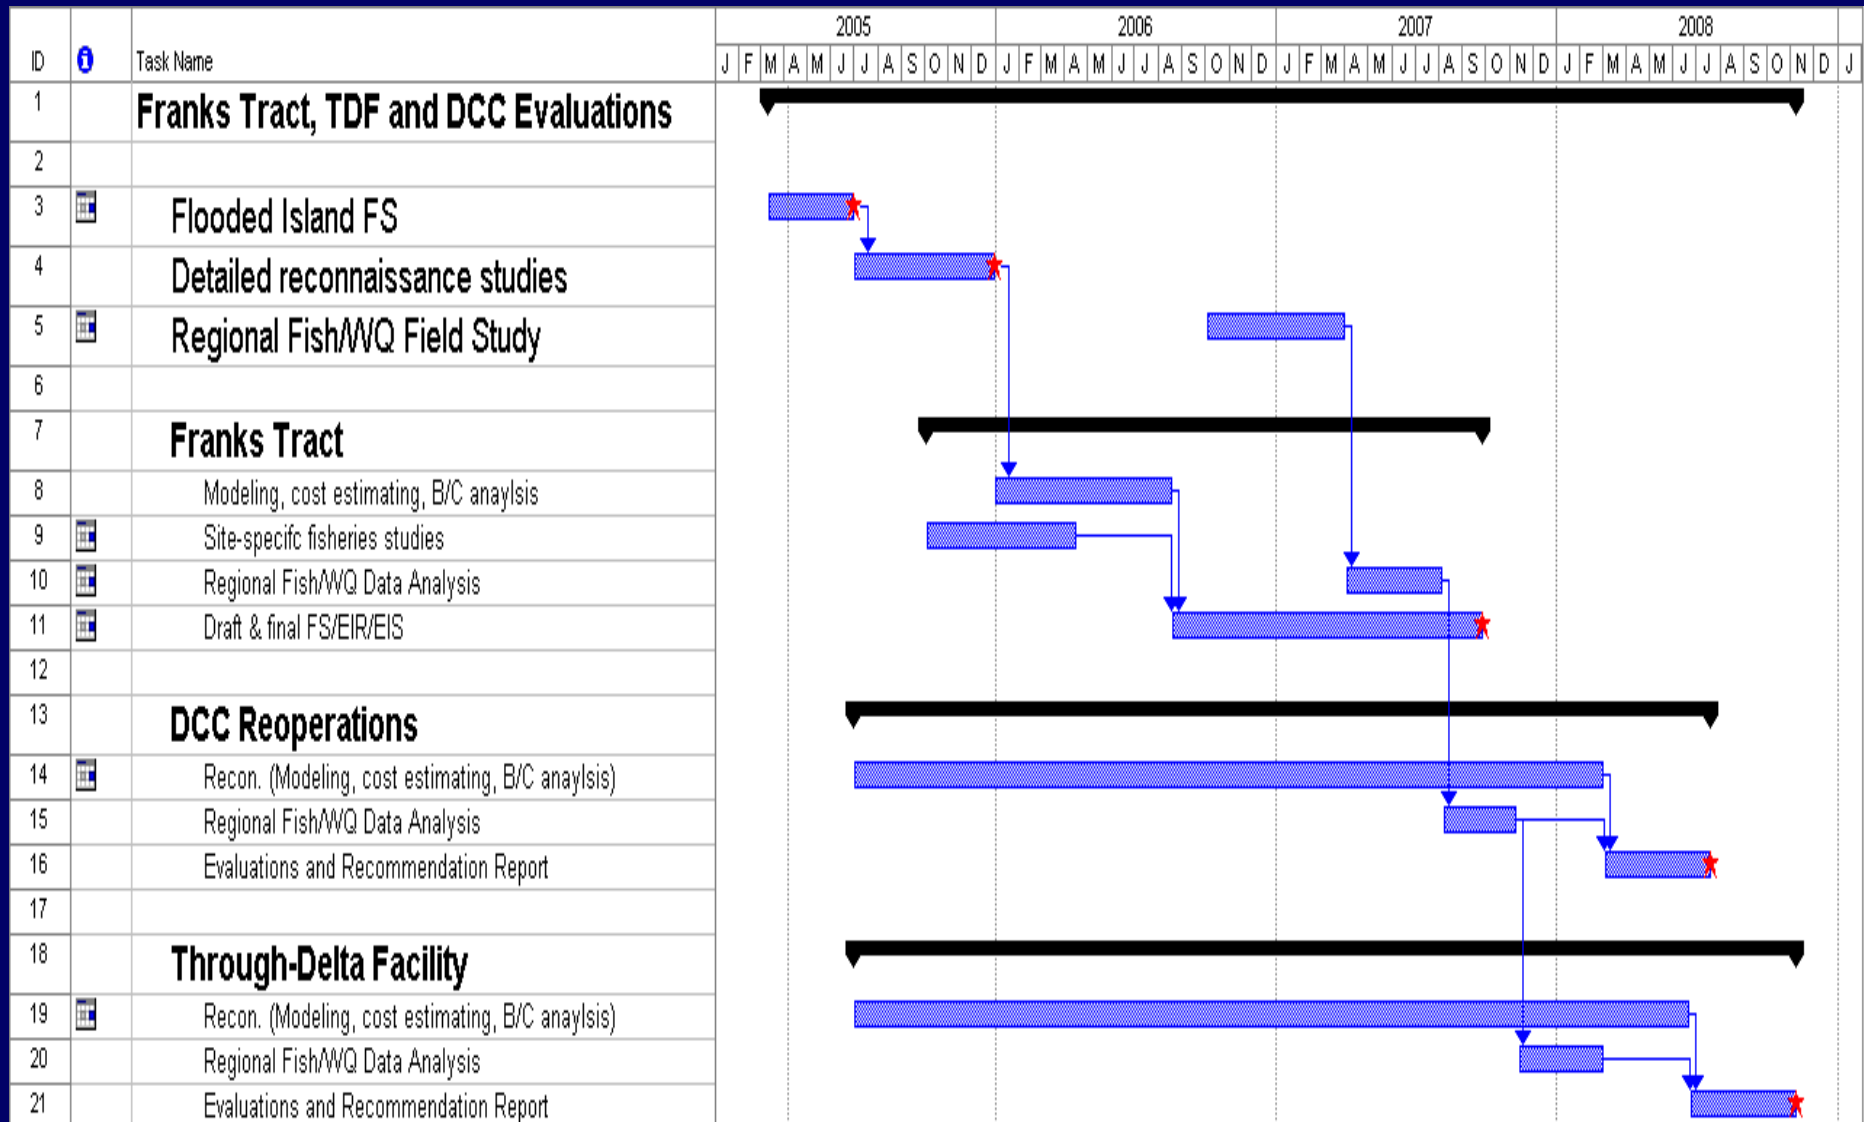 2005 2006 2007 2008
ID i Task Name J F M A M J J A S O N D J F M A M J J A S O N D J F M A M J J A S O N D J F M A M J J A S O N D J
1 Franks Tract, TDF and DCC Evaluations
2
3 Flooded Island FS
4 Detailed reconnaissance studies
5 Regional Fish/WQ Field Study
6
7 Franks Tract
8 Modeling, cost estimating, B/C anaylsis
9 Site-specifc fisheries studies
10 Regional Fish/WQ Data Analysis
11 Draft & final FS/EIR/EIS
12
13 DCC Reoperations
14 Recon. (Modeling, cost estimating, B/C anaylsis)
15 Regional Fish/WQ Data Analysis
16 Evaluations and Recommendation Report
17
18 Through-Delta Facility
19 Recon. (Modeling, cost estimating, B/C anaylsis)
20 Regional Fish/WQ Data Analysis
21 Evaluations and Recommendation Report